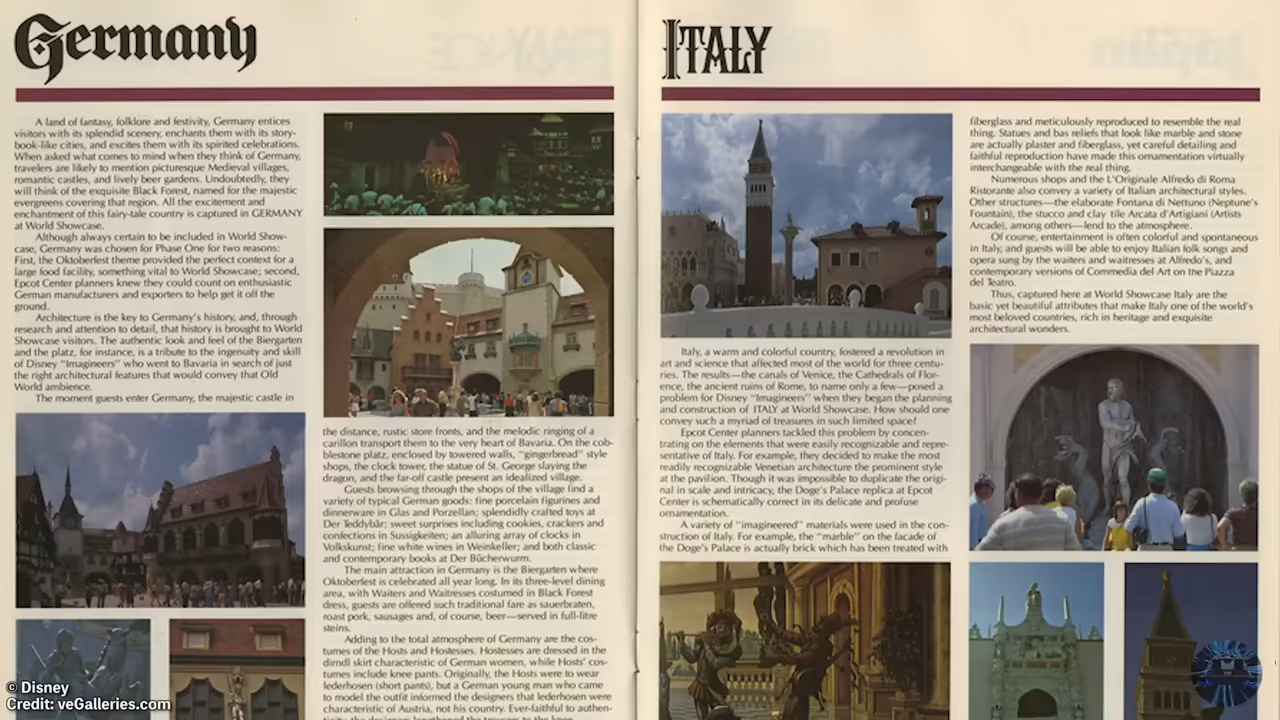 Germany
A land of fantasy, folklore and festivity, Germany entices
visitors with its splendid scenery, enchants them with its story-
book-like cities, and excites them with its spirited celebrations.
When asked what comes to mind when they think of Germany,
travelers are likely to mention picturesque Medieval villages,
romantic castles, and lively beer gardens. Undoubtedly, they
will think of the exquisite Black Forest, named for the majestic
evergreens covering that region. All the excitement and
enchantment of this fairy-tale country is captured in GERMANY
at World Showcase.
Although always certain to be included in World Show-
case, Germany was chosen for Phase One for two reasons:
First, the Oktoberfest theme provided the perfect context for a
large food facility, something vital to World Showcase; second,
Epcot Center planners knew they could count on enthusiastic
German manufacturers and exporters to help get it off the
ground.
Architecture is the key to Germany's history, and, through
research and attention to detail, that history is brought to World
Showcase visitors. The authentic look and feel of the Biergarten
and the platz, for instance, is a tribute to the ingenuity and skill
of Disney "Imagineers" who went to Bavaria in search of just
the right architectural features that would convey that Old
World ambience.
The moment guests enter Germany, the majestic castle in
the distance, rustic store fronts, and the melodic ringing of a
carillon transport them to the very heart of Bavaria. On the cob-
blestone platz, enclosed by towered walls, "gingerbread" style
shops, the clock tower, the statue of St. George slaying the
dragon, and the far-off castle present an idealized village.
Guests browsing through the shops of the village find a
variety of typical German goods: fine porcelain figurines and
dinnerware in Glas and Porzellan; splendidly crafted toys at
Der Teddybär; sweet surprises including cookies, crackers and
confections in Sussigkeiten; an alluring array of clocks in
Volkskunst; fine white wines in Weinkeller; and both classic
and contemporary books at Der Bücherwurm.
The main attraction in Germany is the Biergarten where
Oktoberfest is celebrated all year long. In its three-level dining
area, with Waiters and Waitresses costumed in Black Forest
dress, guests are offered such traditional fare as sauerbraten,
roast pork, sausages and, of course, beer—served in full-litre
steins.
Adding to the total atmosphere of Germany are the cos-
tumes of the Hosts and Hostesses. Hostesses are dressed in the
dirndl skirt characteristic of German women, while Hosts' cos-
tumes include knee pants. Originally, the Hosts were to wear
lederhosen (short pants), but a German young man who came
to model the outfit informed the designers that lederhosen were
characteristic of Austria, not his country. Ever-faithful to authen-
ticity, the designers lengthened the trousers to the knee.
ITALY
Italy, a warm and colorful country, fostered a revolution in
art and science that affected most of the world for three centu-
ries. The results—the canals of Venice, the Cathedrals of Flor-
ence, the ancient ruins of Rome, to name only a few—posed a
problem for Disney "Imagineers" when they began the planning
and construction of ITALY at World Showcase. How should one
convey such a myriad of treasures in such limited space?
Epcot Center planners tackled this problem by concen-
trating on the elements that were easily recognizable and repre-
sentative of Italy. For example, they decided to make the most
readily recognizable Venetian architecture the prominent style
at the pavilion. Though it was impossible to duplicate the origi-
nal in scale and intricacy, the Doge's Palace replica at Epcot
Center is schematically correct in its delicate and profuse
ornamentation.
A variety of "imagineered" materials were used in the con-
struction of Italy. For example, the "marble" on the facade of
the Doge's Palace is actually brick which has been treated with
fiberglass and meticulously reproduced to resemble the real
thing. Statues and bas reliefs that look like marble and stone
are actually plaster and fiberglass, yet careful detailing and
faithful reproduction have made this ornamentation virtually
interchangeable with the real thing.
Numerous shops and the L'Originale Alfredo di Roma
Ristorante also convey a variety of Italian architectural styles.
Other structures—the elaborate Fontana di Nettuno (Neptune's
Fountain), the stucco and clay tile Arcata d'Artigiani (Artists
Arcade), among others—lend to the atmosphere.
Of course, entertainment is often colorful and spontaneous
in Italy, and guests will be able to enjoy Italian folk songs and
opera sung by the waiters and waitresses at Alfredo's, and
contemporary versions of Commedia del Art on the Piazza
del Teatro.
Thus, captured here at World Showcase Italy are the
basic yet beautiful attributes that make Italy one of the world's
most beloved countries, rich in heritage and exquisite
architectural wonders.
© Disney
Credit: veGalleries.com